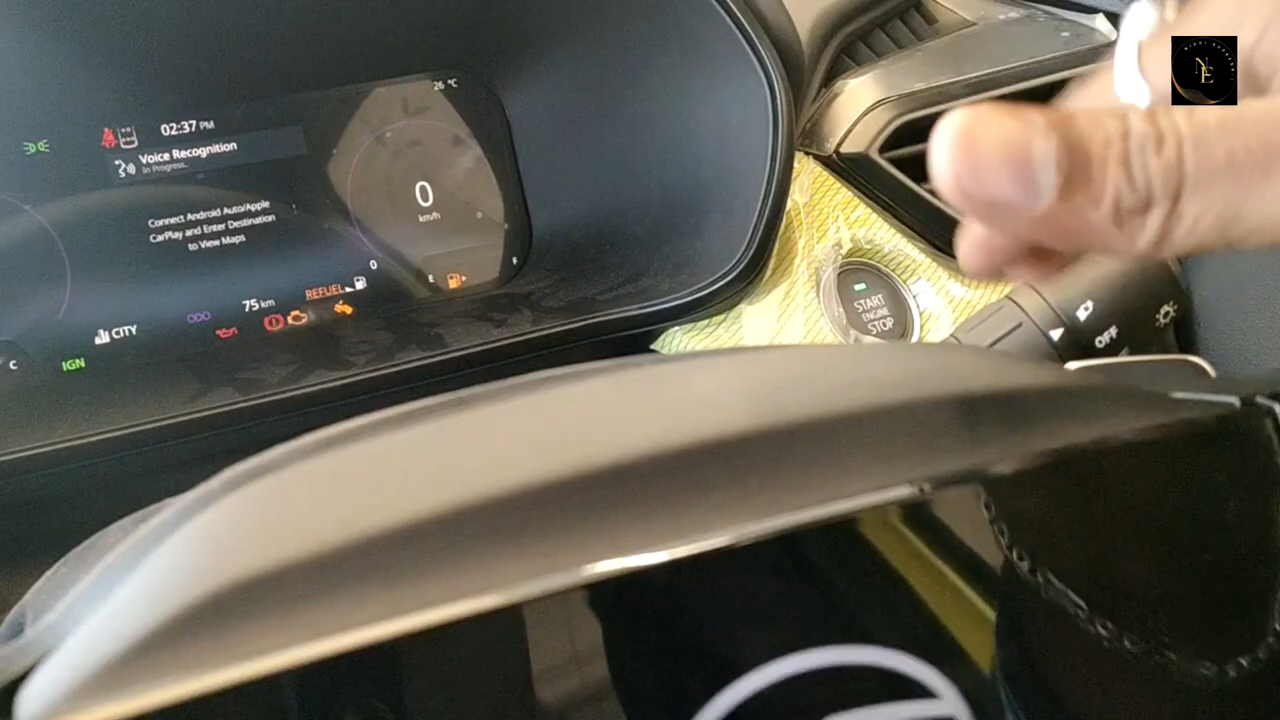 26 °C
02:37 PM
Voice Recognition
In Progress.
Connect Android Auto/Apple
CarPlay and Enter Destination
to View Maps
0
km/h
0
E
F
REFUEL
75 km
CITY
C
IGN
START
ENGINE
STOP
OFF
NE